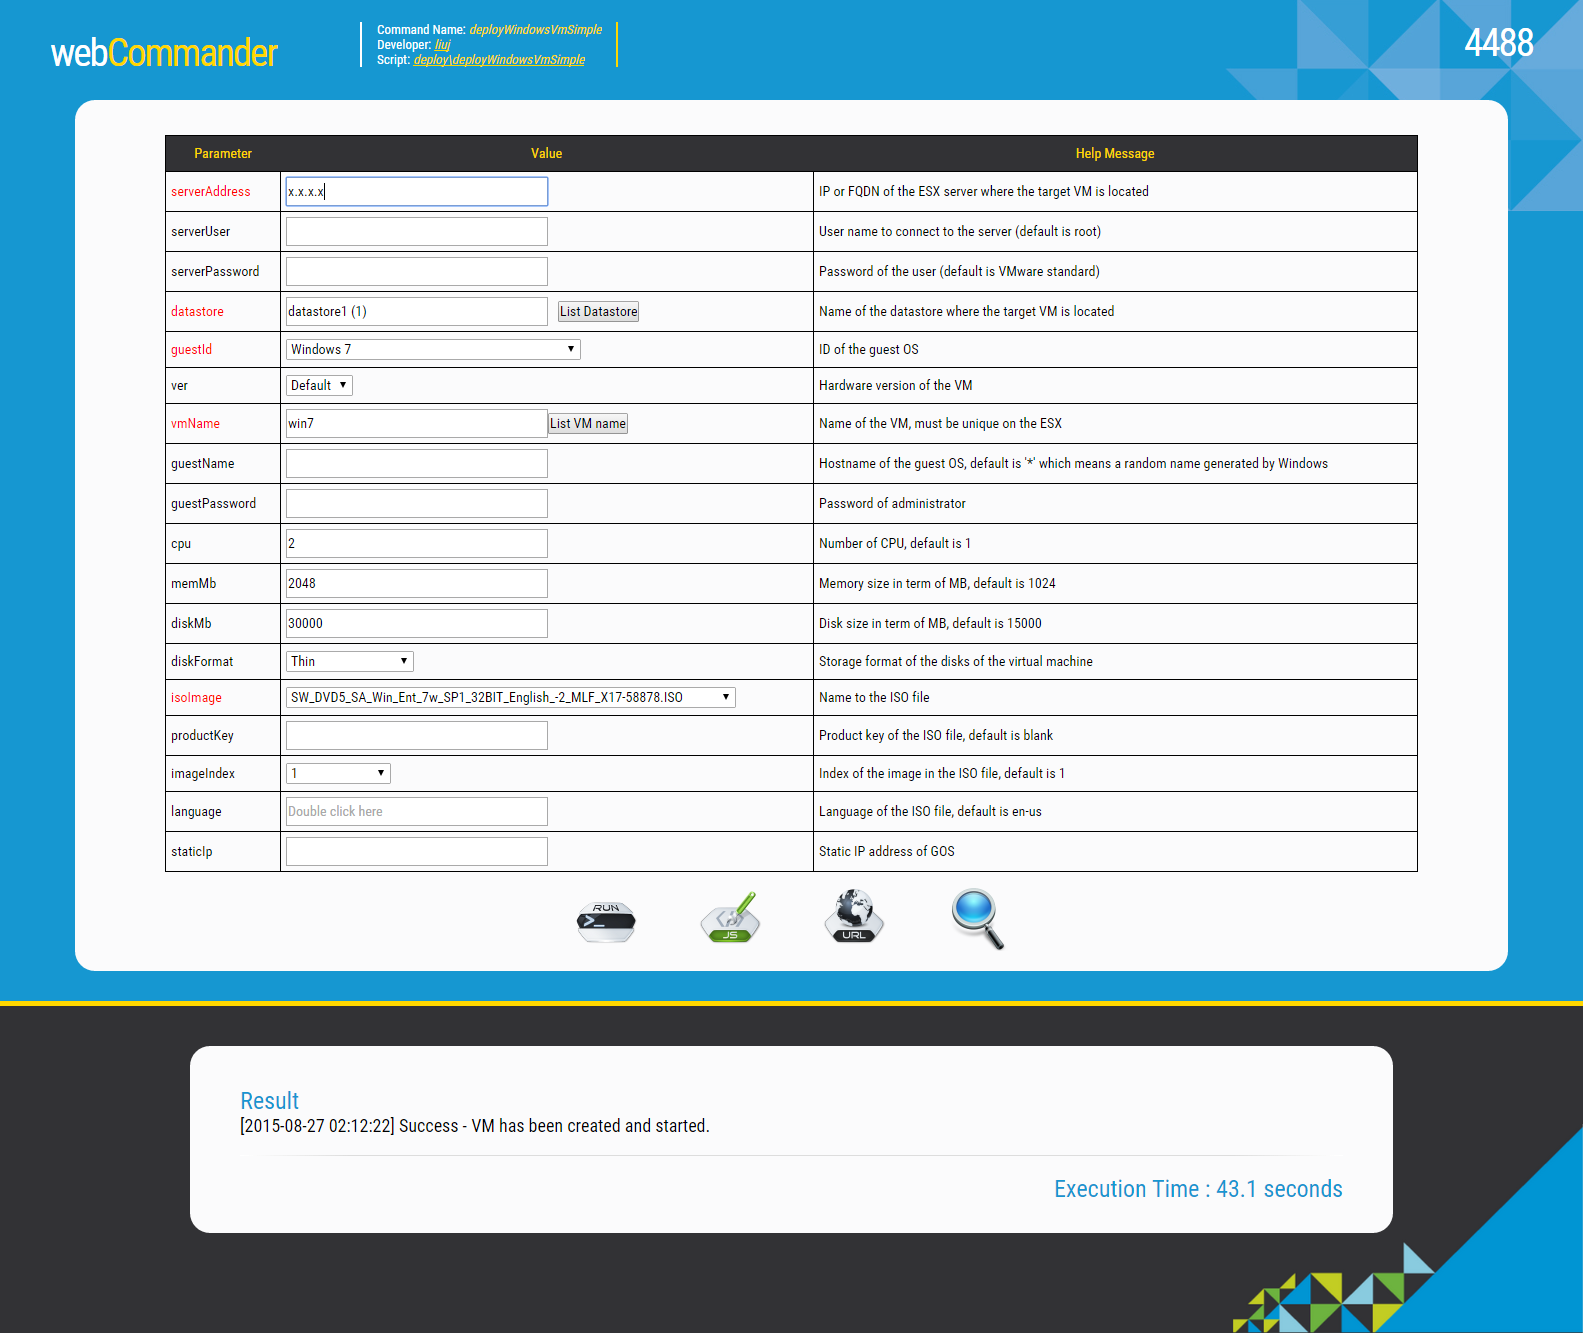 webCommander
Command Name: deployWindowsVmSimple
Developer: liuj
Script: deploy\deployWindowsVmSimple
4488
Parameter Value Help Message
serverAddress x.x.x.x IP or FQDN of the ESX server where the target VM is located
serverUser User name to connect to the server (default is root)
serverPassword Password of the user (default is VMware standard)
datastore datastore1 (1) List Datastore Name of the datastore where the target VM is located
guestId Windows 7 ID of the guest OS
ver Default Hardware version of the VM
vmName win7 List VM name Name of the VM, must be unique on the ESX
guestName Hostname of the guest OS, default is '*' which means a random name generated by Windows
guestPassword Password of administrator
cpu 2 Number of CPU, default is 1
memMb 2048 Memory size in term of MB, default is 1024
diskMb 30000 Disk size in term of MB, default is 15000
diskFormat Thin Storage format of the disks of the virtual machine
isoImage SW_DVD5_SA_Win_Ent_7w_SP1_32BIT_English_-2_MLF_X17-58878.ISO Name to the ISO file
productKey Product key of the ISO file, default is blank
imageIndex 1 Index of the image in the ISO file, default is 1
language Double click here Language of the ISO file, default is en-us
staticIp Static IP address of GOS
RUN JS URL
Result
[2015-08-27 02:12:22] Success - VM has been created and started.
Execution Time : 43.1 seconds